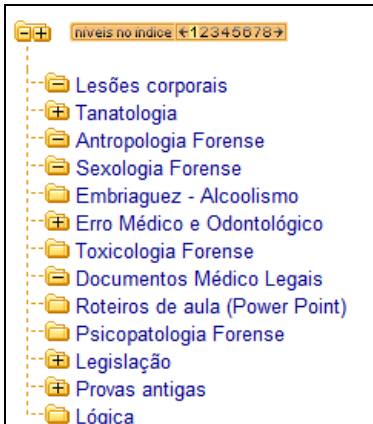 níveis no índice ←12345678→
Lesões corporais
Tanatologia
Antropologia Forense
Sexologia Forense
Embriaguez - Alcoolismo
Erro Médico e Odontológico
Toxicologia Forense
Documentos Médico Legais
Roteiros de aula (Power Point)
Psicopatologia Forense
Legislação
Provas antigas
Lógica